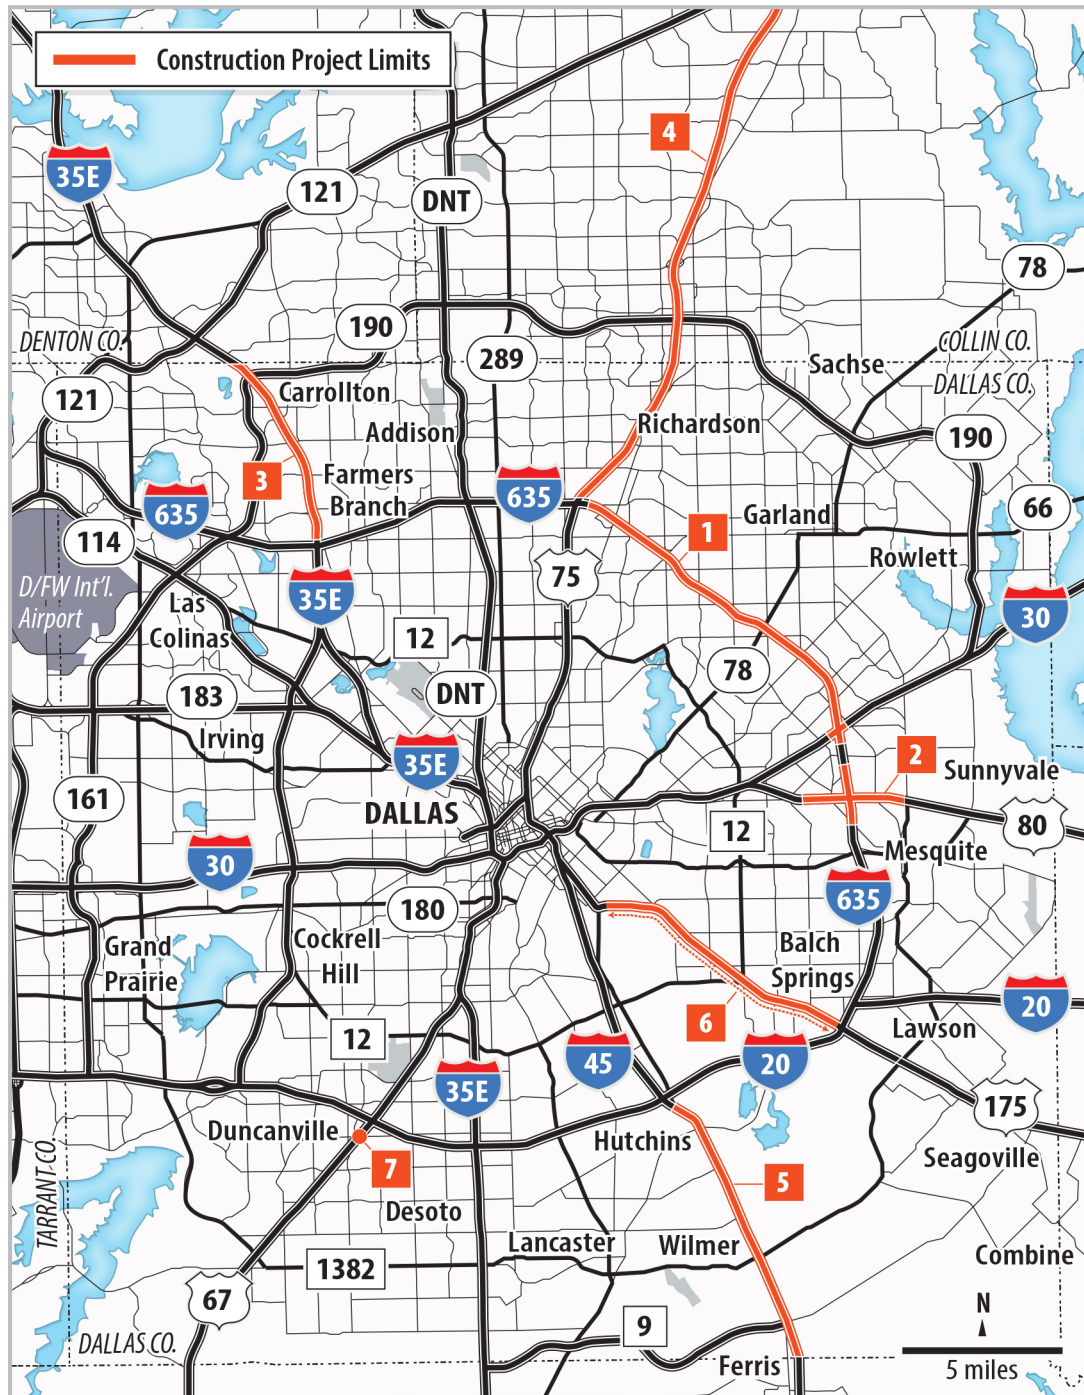 Construction Project Limits
4
35E
121
DNT
78
190
DENTON CO.
289
COLLIN CO.
Sachse
DALLAS CO.
121
Carrollton
Richardson
190
Addison
3
Farmers
Branch
635
635
66
114
1
Garland
Rowlett
75
D/FW Int'l.
Airport
35E
30
Las
Colinas
12
78
183
DNT
Irving
35E
2
Sunnyvale
161
DALLAS
12
80
30
Mesquite
635
180
Grand
Prairie
Cockrell
Hill
Balch
Springs
20
6
Lawson
12
45
20
35E
175
Duncanville
Hutchins
Seagoville
7
5
TARRANT CO.
Desoto
Lancaster
Wilmer
Combine
1382
67
N
9
DALLAS CO.
Ferris
5 miles